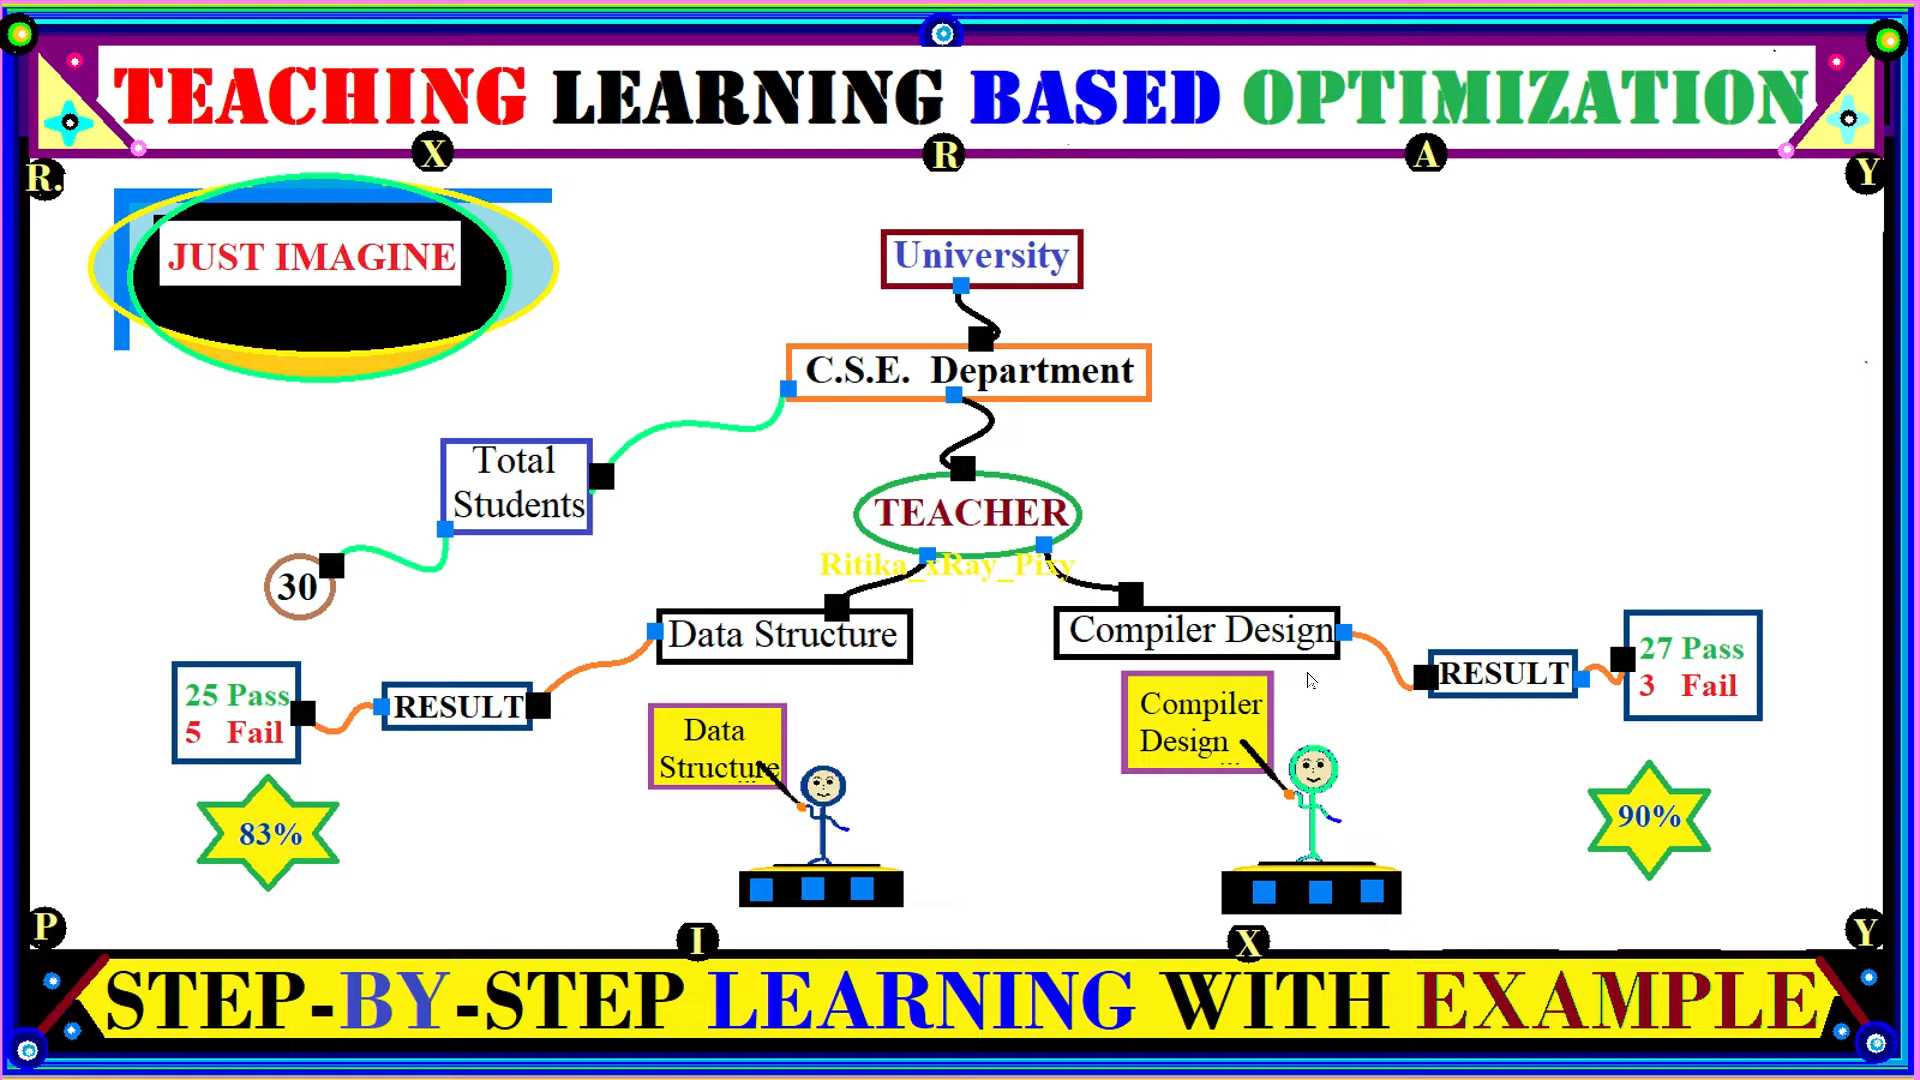 TEACHING LEARNING BASED OPTIMIZATION
R. X R A Y
JUST IMAGINE
University
C.S.E. Department
Total
Students
TEACHER
Ritika_xRay_Pixy
30
Data Structure
Compiler Design
25 Pass
5 Fail
RESULT
RESULT
27 Pass
3 Fail
Data
Structure
...
Compiler
Design
...
83%
90%
P I X Y
STEP-BY-STEP LEARNING WITH EXAMPLE